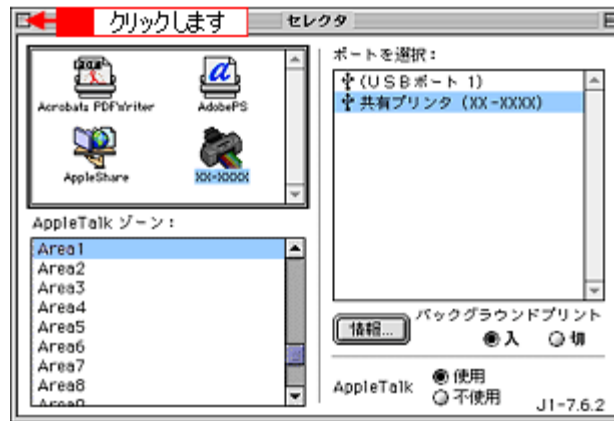 クリックします
セレクタ
Acrobat® PDFWriter
AdobePS
AppleShare
XX-XXXX
AppleTalk ゾーン：
Area1
Area2
Area3
Area4
Area5
Area6
Area7
Area8
ポートを選択：
(USBポート 1)
共有プリンタ (XX-XXXX)
情報...
バックグラウンドプリント
入 切
AppleTalk
使用
不使用
J1-7.6.2